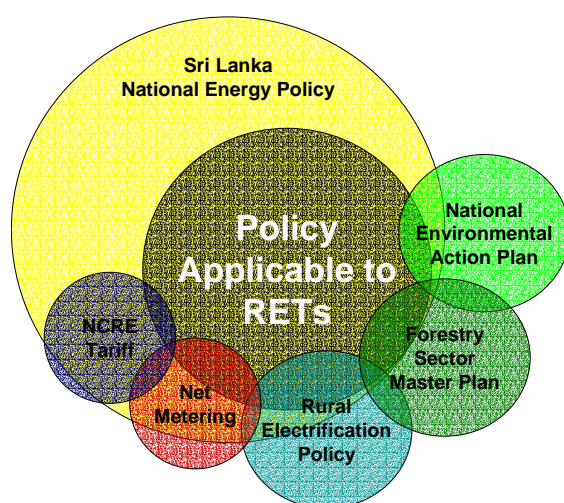 Sri Lanka
National Energy Policy
Policy
Applicable to
RETs
National
Environmental
Action Plan
NCRE
Tariff
Forestry
Sector
Master Plan
Net
Metering
Rural
Electrification
Policy